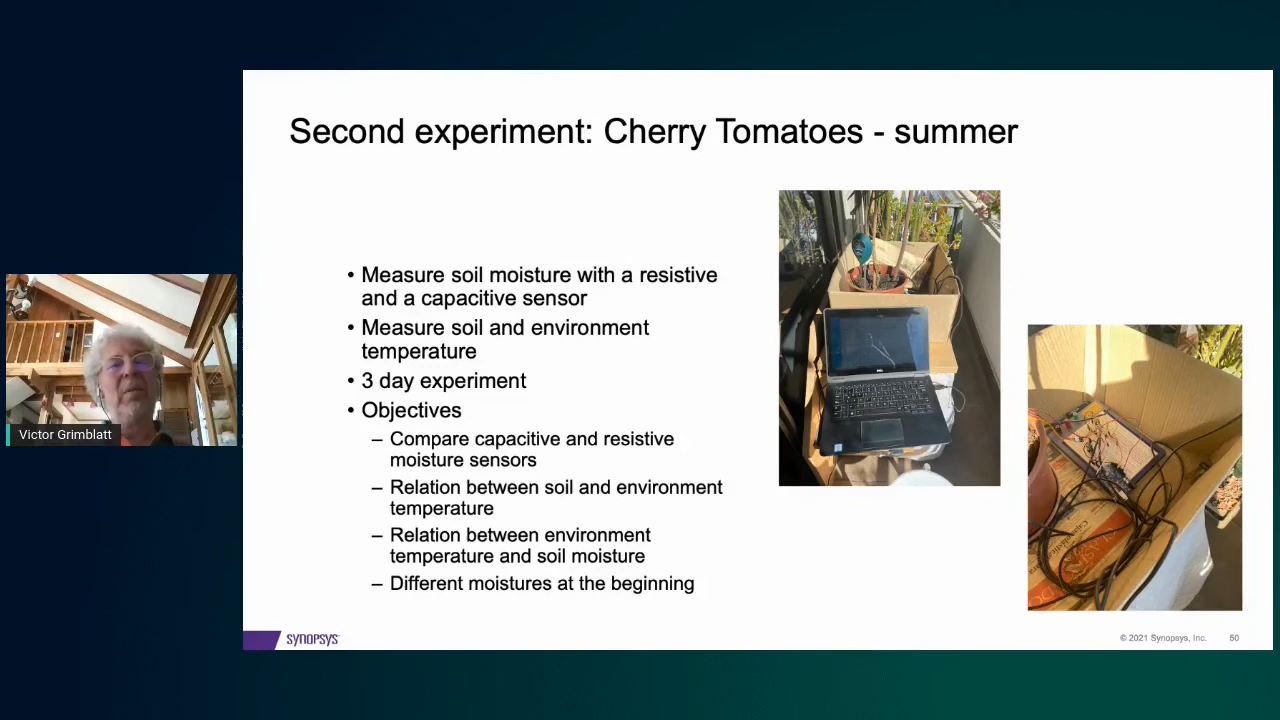 Second experiment: Cherry Tomatoes - summer
• Measure soil moisture with a resistive
and a capacitive sensor
• Measure soil and environment
temperature
• 3 day experiment
• Objectives
– Compare capacitive and resistive
moisture sensors
– Relation between soil and environment
temperature
– Relation between environment
temperature and soil moisture
– Different moistures at the beginning
Victor Grimblatt
SYNOPSYS
© 2021 Synopsys, Inc.
50